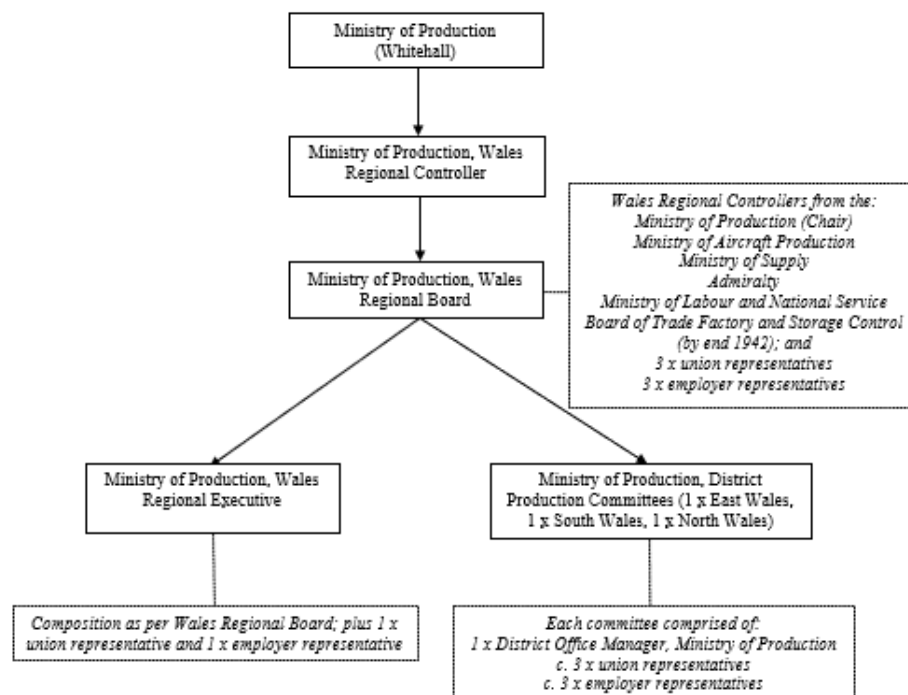 Ministry of Production
(Whitehall)
Ministry of Production, Wales
Regional Controller
Wales Regional Controllers from the:
Ministry of Production (Chair)
Ministry of Aircraft Production
Ministry of Supply
Admiralty
Ministry of Labour and National Service
Board of Trade Factory and Storage Control
(by end 1942); and
3 x union representatives
3 x employer representatives
Ministry of Production, Wales
Regional Board
Ministry of Production, Wales
Regional Executive
Ministry of Production, District
Production Committees (1 x East Wales,
1 x South Wales, 1 x North Wales)
Composition as per Wales Regional Board; plus 1 x
union representative and 1 x employer representative
Each committee comprised of:
1 x District Office Manager, Ministry of Production
c. 3 x union representatives
c. 3 x employer representatives